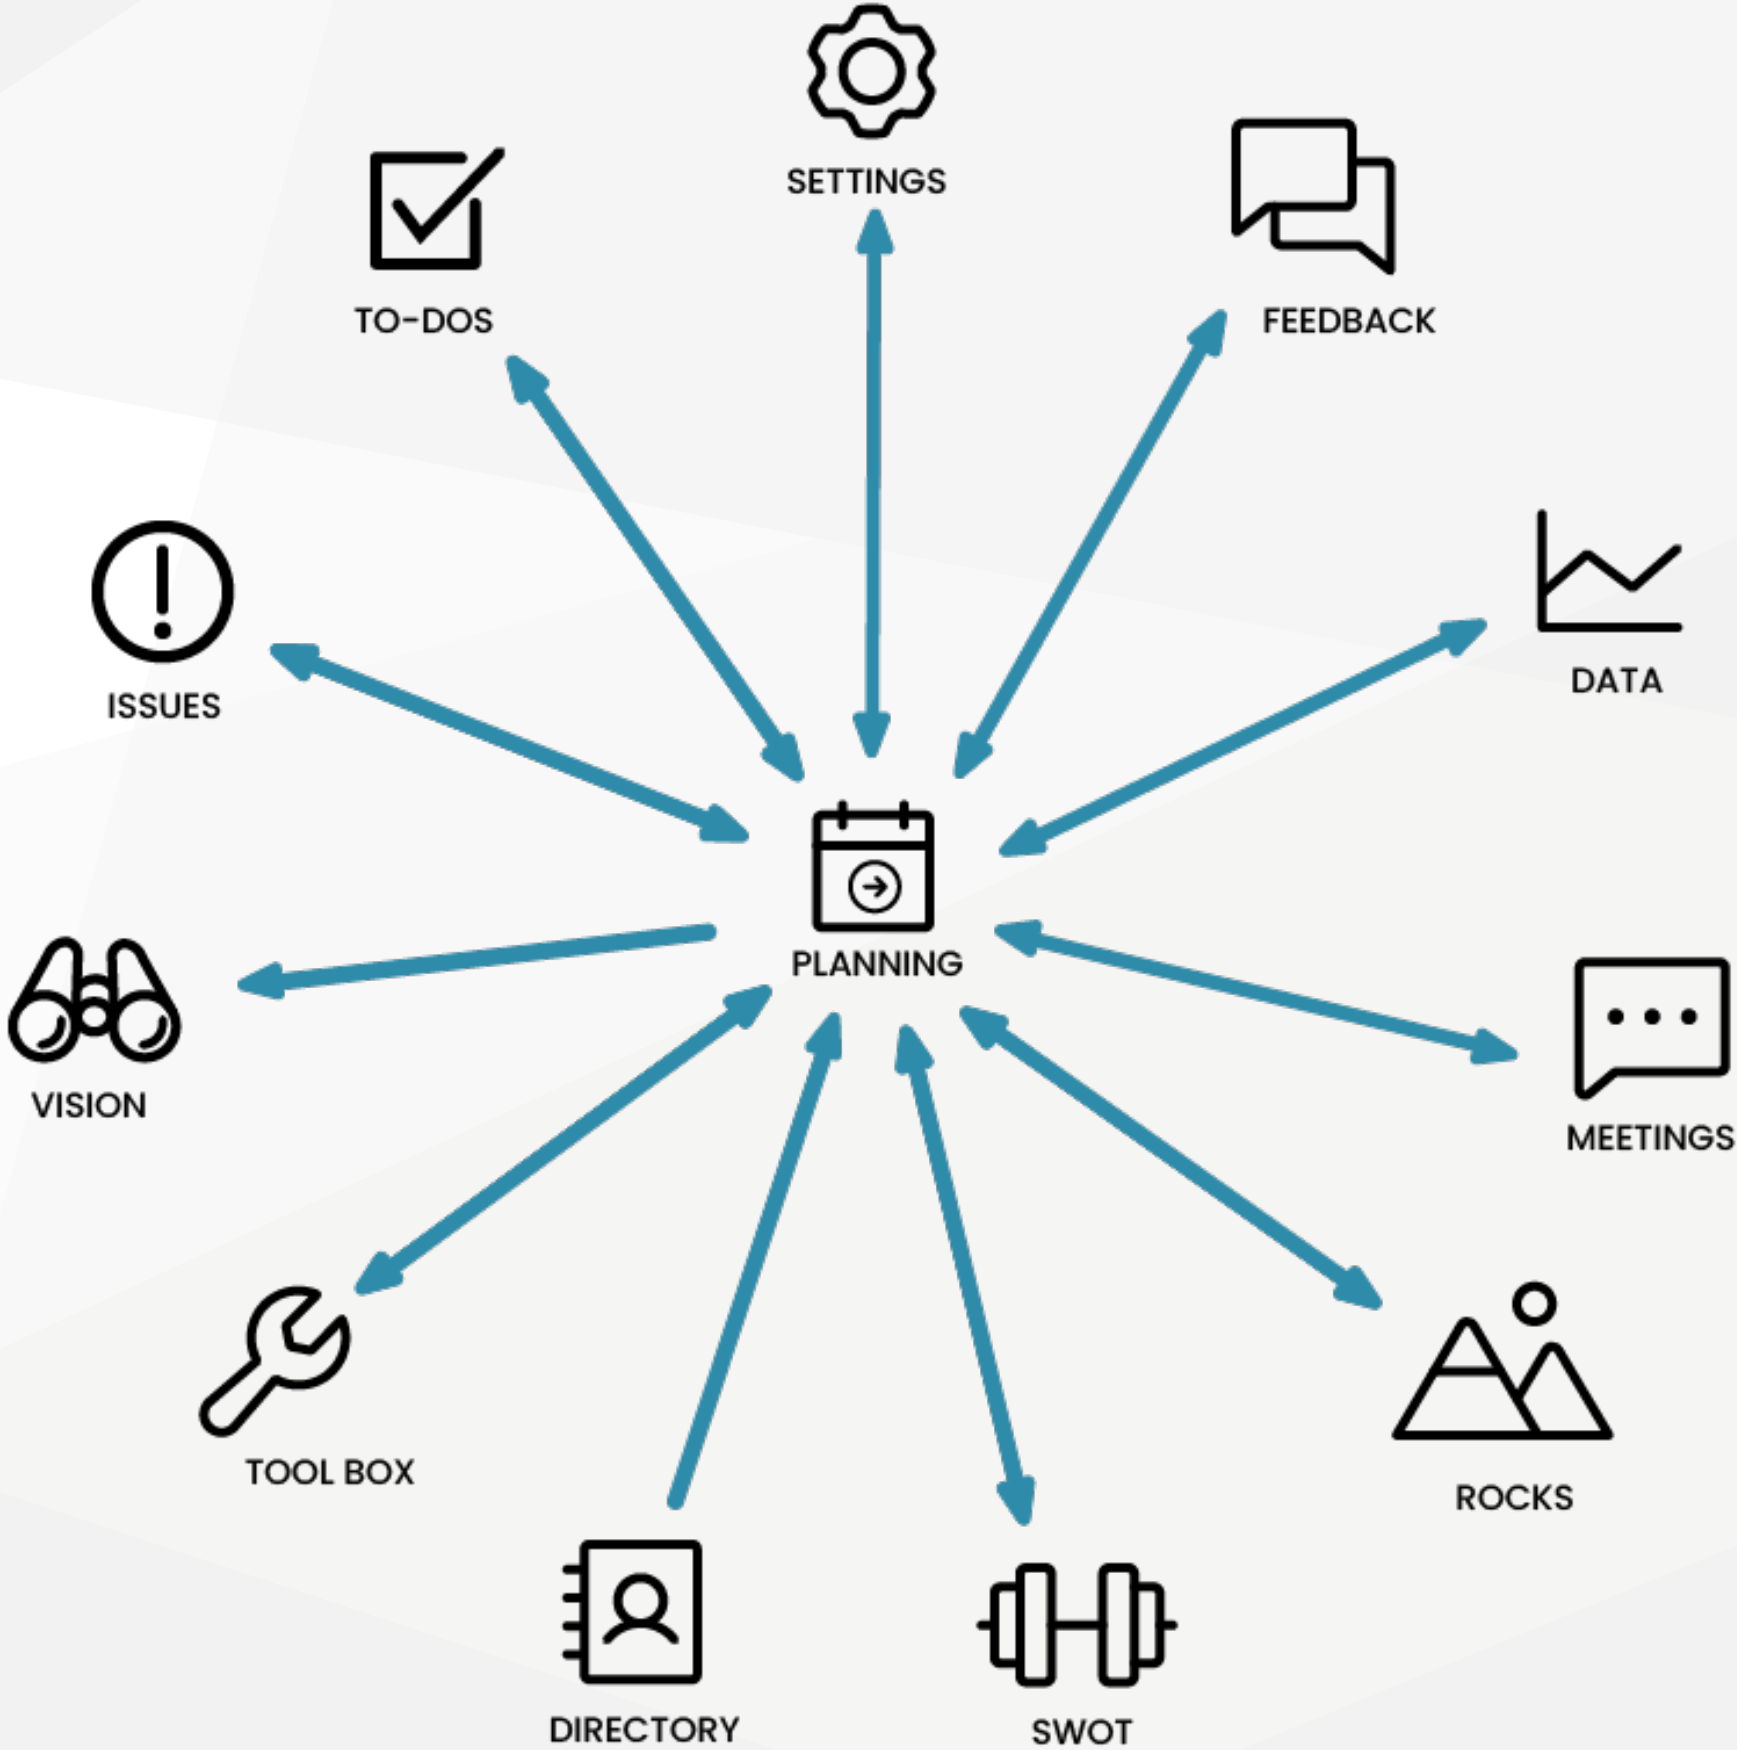 SETTINGS
TO-DOS
FEEDBACK
DATA
ISSUES
PLANNING
VISION
MEETINGS
TOOL BOX
ROCKS
DIRECTORY
SWOT